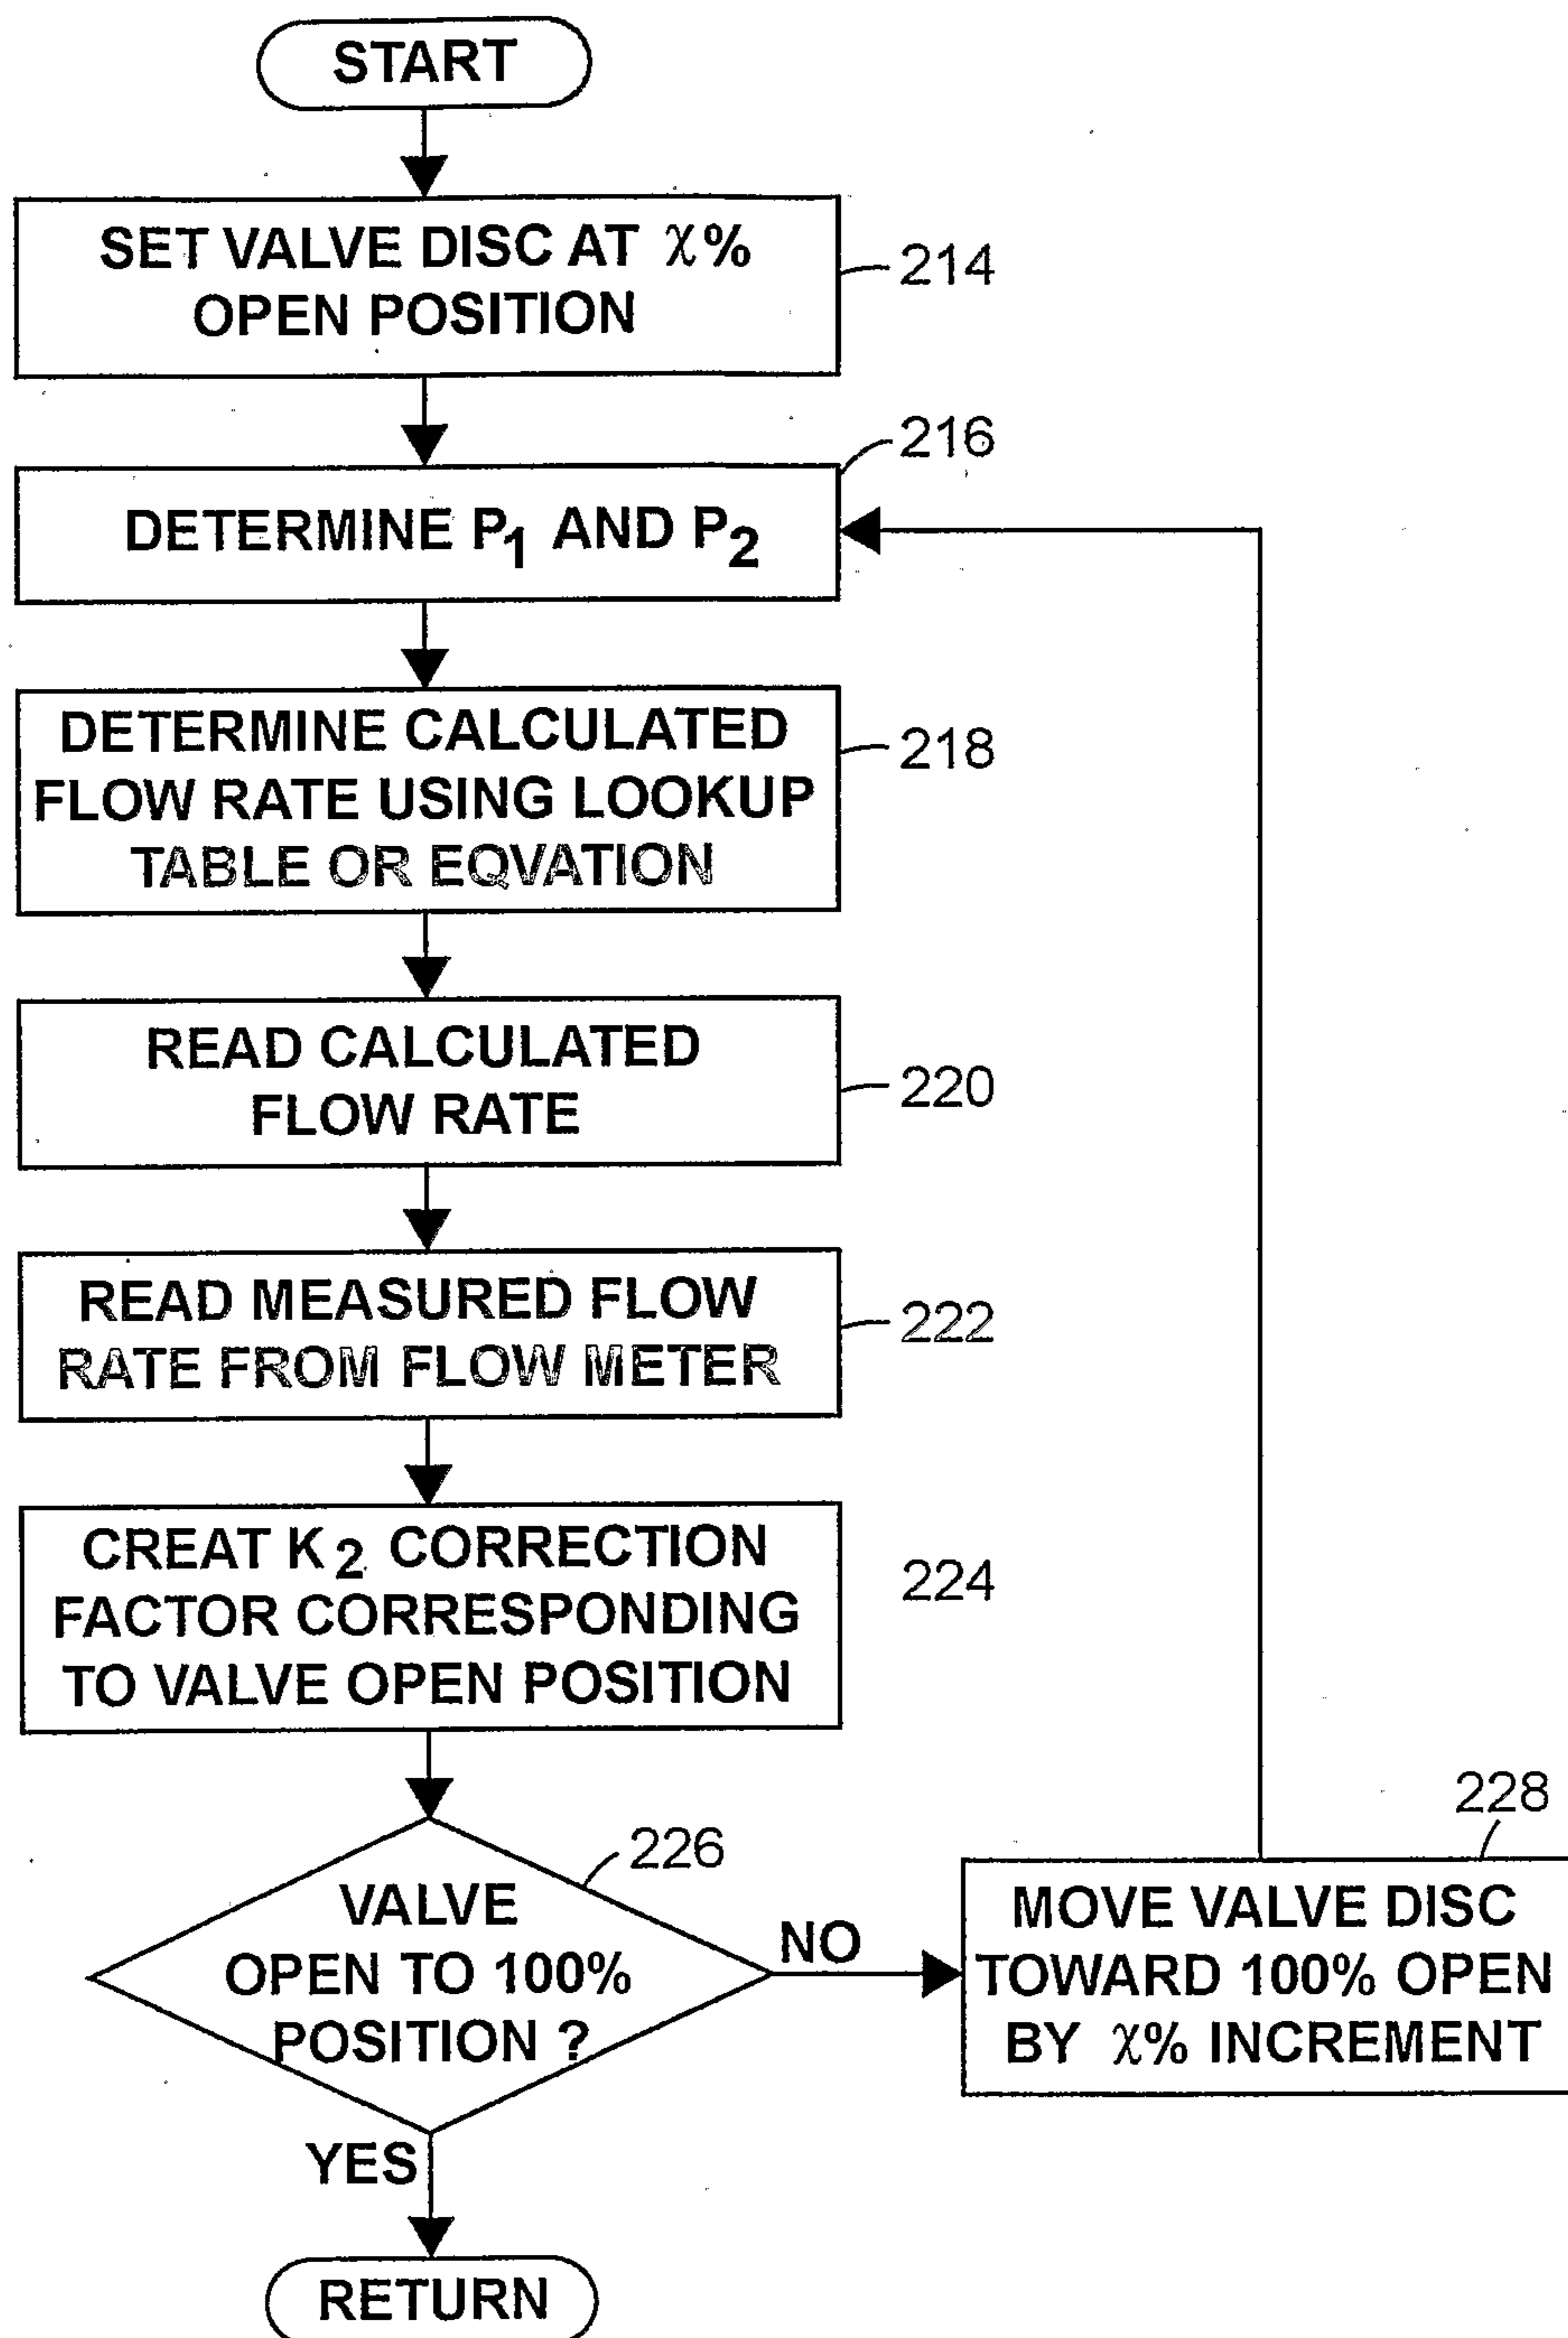 START
SET VALVE DISC AT χ%
OPEN POSITION
214
216
DETERMINE P₁ AND P₂
DETERMINE CALCULATED
FLOW RATE USING LOOKUP
TABLE OR EQVATION
218
READ CALCULATED
FLOW RATE
220
READ MEASURED FLOW
RATE FROM FLOW METER
222
CREAT K₂ CORRECTION
FACTOR CORRESPONDING
TO VALVE OPEN POSITION
224
226
VALVE
OPEN TO 100%
POSITION ?
NO
228
MOVE VALVE DISC
TOWARD 100% OPEN
BY χ% INCREMENT
YES
RETURN